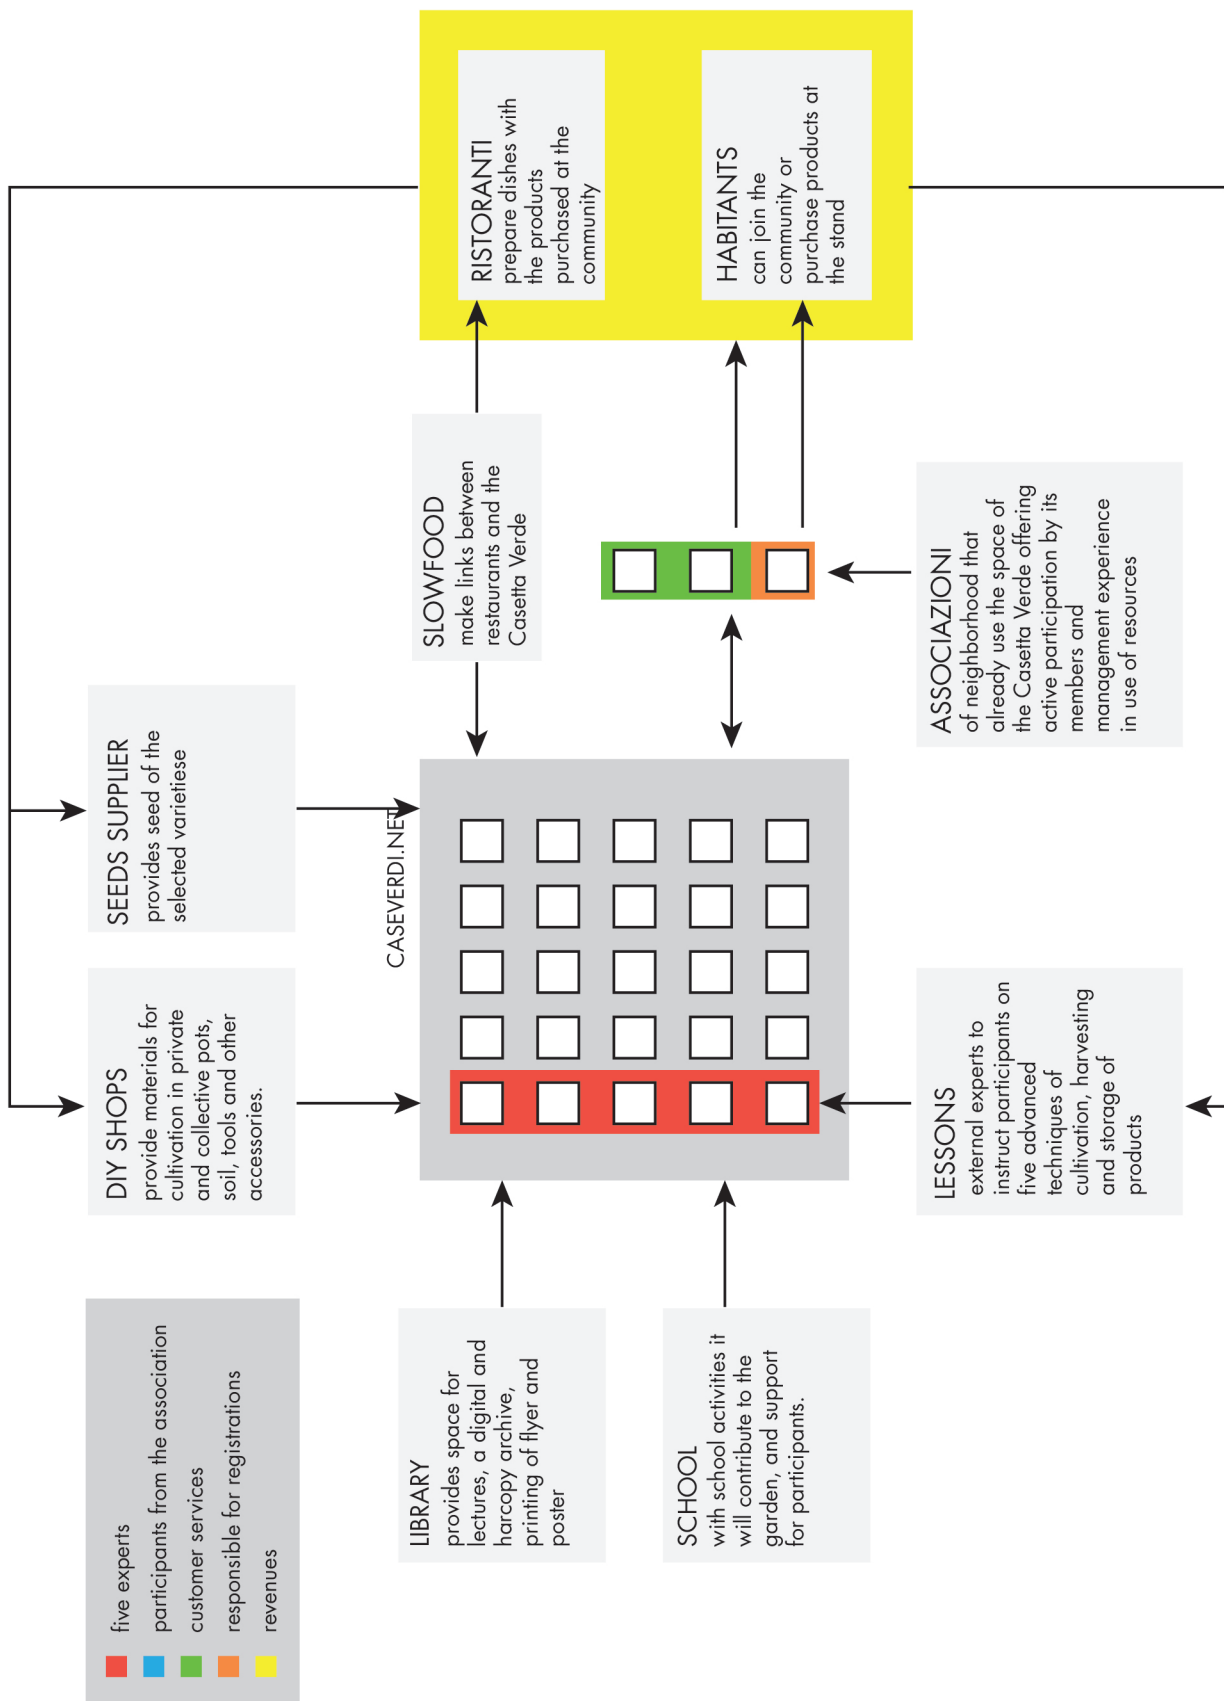 five experts
participants from the association
customer services
responsible for registrations
revenues
DIY SHOPS
provide materials for
cultivation in private
and collective pots,
soil, tools and other
accessories.
SEEDS SUPPLIER
provides seed of the
selected varietiese
LIBRARY
provides space for
lectures, a digital and
harcopy archive,
printing of flyer and
poster
CASEVERDI.NET
SLOWFOOD
make links between
restaurants and the
Casetta Verde
RISTORANTI
prepare dishes with
the products
purchased at the
community
SCHOOL
with school activities it
will contribute to the
garden, and support
for participants.
HABITANTS
can join the
community or
purchase products at
the stand
LESSONS
external experts to
instruct participants on
five advanced
techniques of
cultivation, harvesting
and storage of
products
ASSOCIAZIONI
of neighborhood that
already use the space of
the Casetta Verde offering
active participation by its
members and
management experience
in use of resources